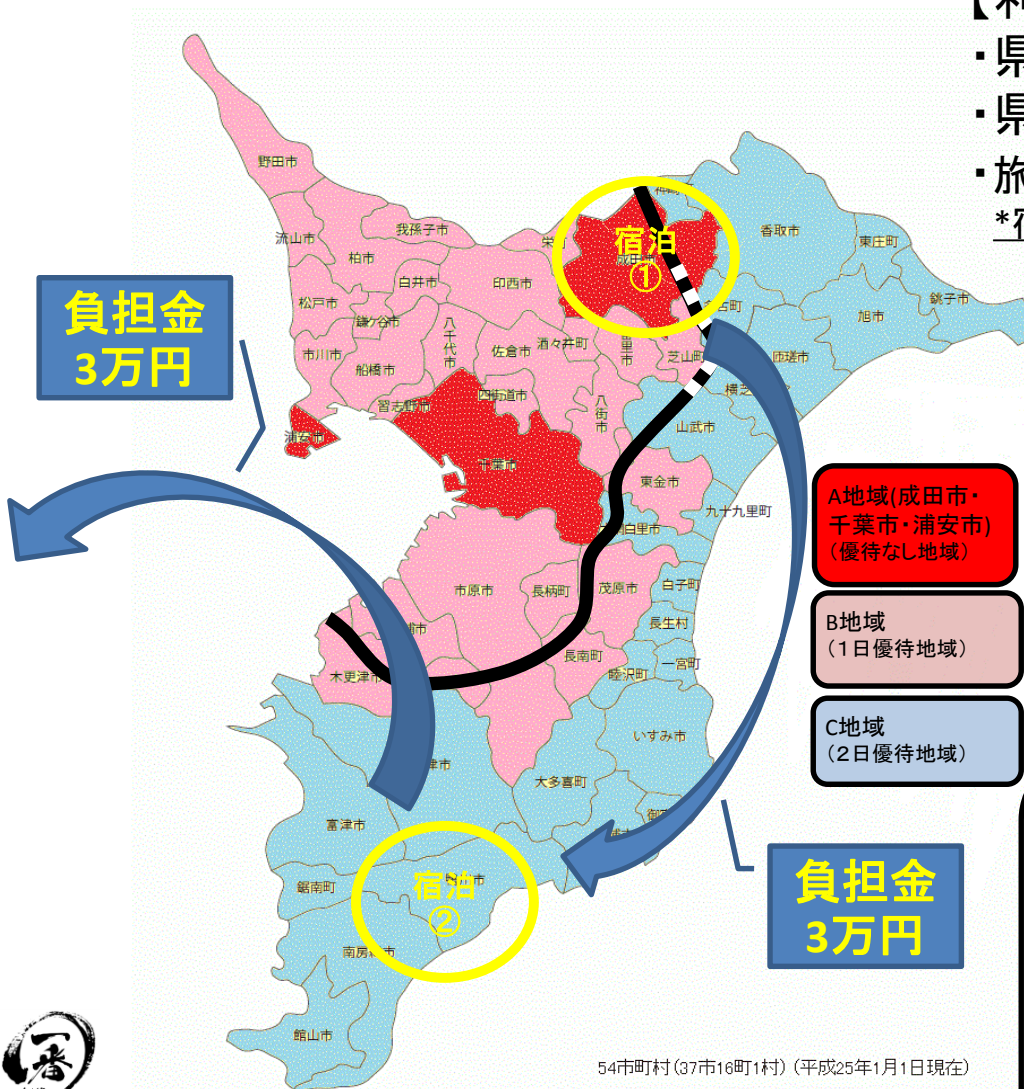 【利
・県
・県
・旅
*宿
野田市
流山市
我孫子市
柏市
栄町
宿泊
①
成田市
香取市
東庄町
白井市
印西市
松戸市
鎌ケ谷市
八千代市
銚子市
旭市
負担金
3万円
市川市
船橋市
佐倉市
酒々井町
芝山町
匝瑳市
習志野市
四街道市
八街市
山武市
浦安市
千葉市
東金市
九十九里町
A地域(成田市・
千葉市・浦安市)
(優待なし地域)
白里市
市原市
長柄町
茂原市
白子町
B地域
(1日優待地域)
長生村
浦市
長南町
一宮町
睦沢町
木更津市
C地域
(2日優待地域)
津市
いすみ市
大多喜町
富津市
宿泊
②
鋸南町
負担金
3万円
南房総市
館山市
一番
54市町村(37市16町1村) (平成25年1月1日現在)